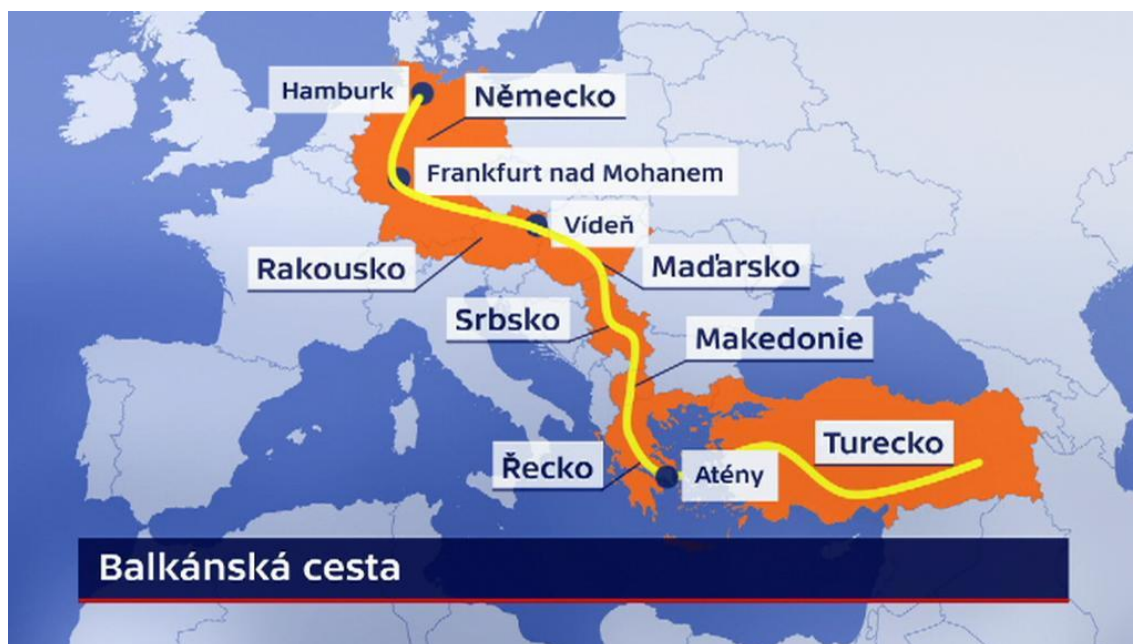 Hamburk
Německo
Frankfurt nad Mohanem
Vídeň
Rakousko
Maďarsko
Srbsko
Makedonie
Turecko
Řecko
Atény
Balkánská cesta